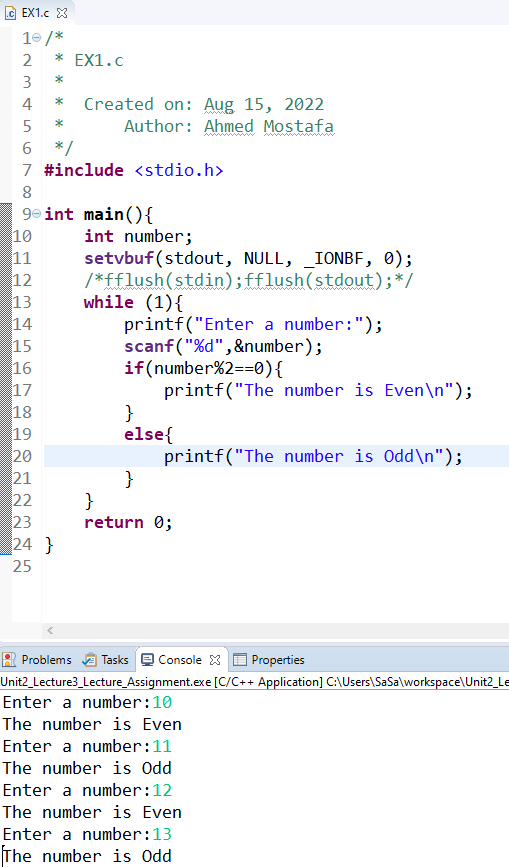 EX1.c
1 /*
2  * EX1.c
3  *
4  *  Created on: Aug 15, 2022
5  *      Author: Ahmed Mostafa
6  */
7 #include <stdio.h>
8
9 int main(){
10     int number;
11     setvbuf(stdout, NULL, _IONBF, 0);
12     /*fflush(stdin);fflush(stdout);*/
13     while (1){
14         printf("Enter a number:");
15         scanf("%d",&number);
16         if(number%2==0){
17             printf("The number is Even\n");
18         }
19         else{
20             printf("The number is Odd\n");
21         }
22     }
23     return 0;
24 }
25
Problems Tasks Console Properties
Unit2_Lecture3_Lecture_Assignment.exe [C/C++ Application] C:\Users\SaSa\workspace\Unit2_Le
Enter a number:10
The number is Even
Enter a number:11
The number is Odd
Enter a number:12
The number is Even
Enter a number:13
The number is Odd